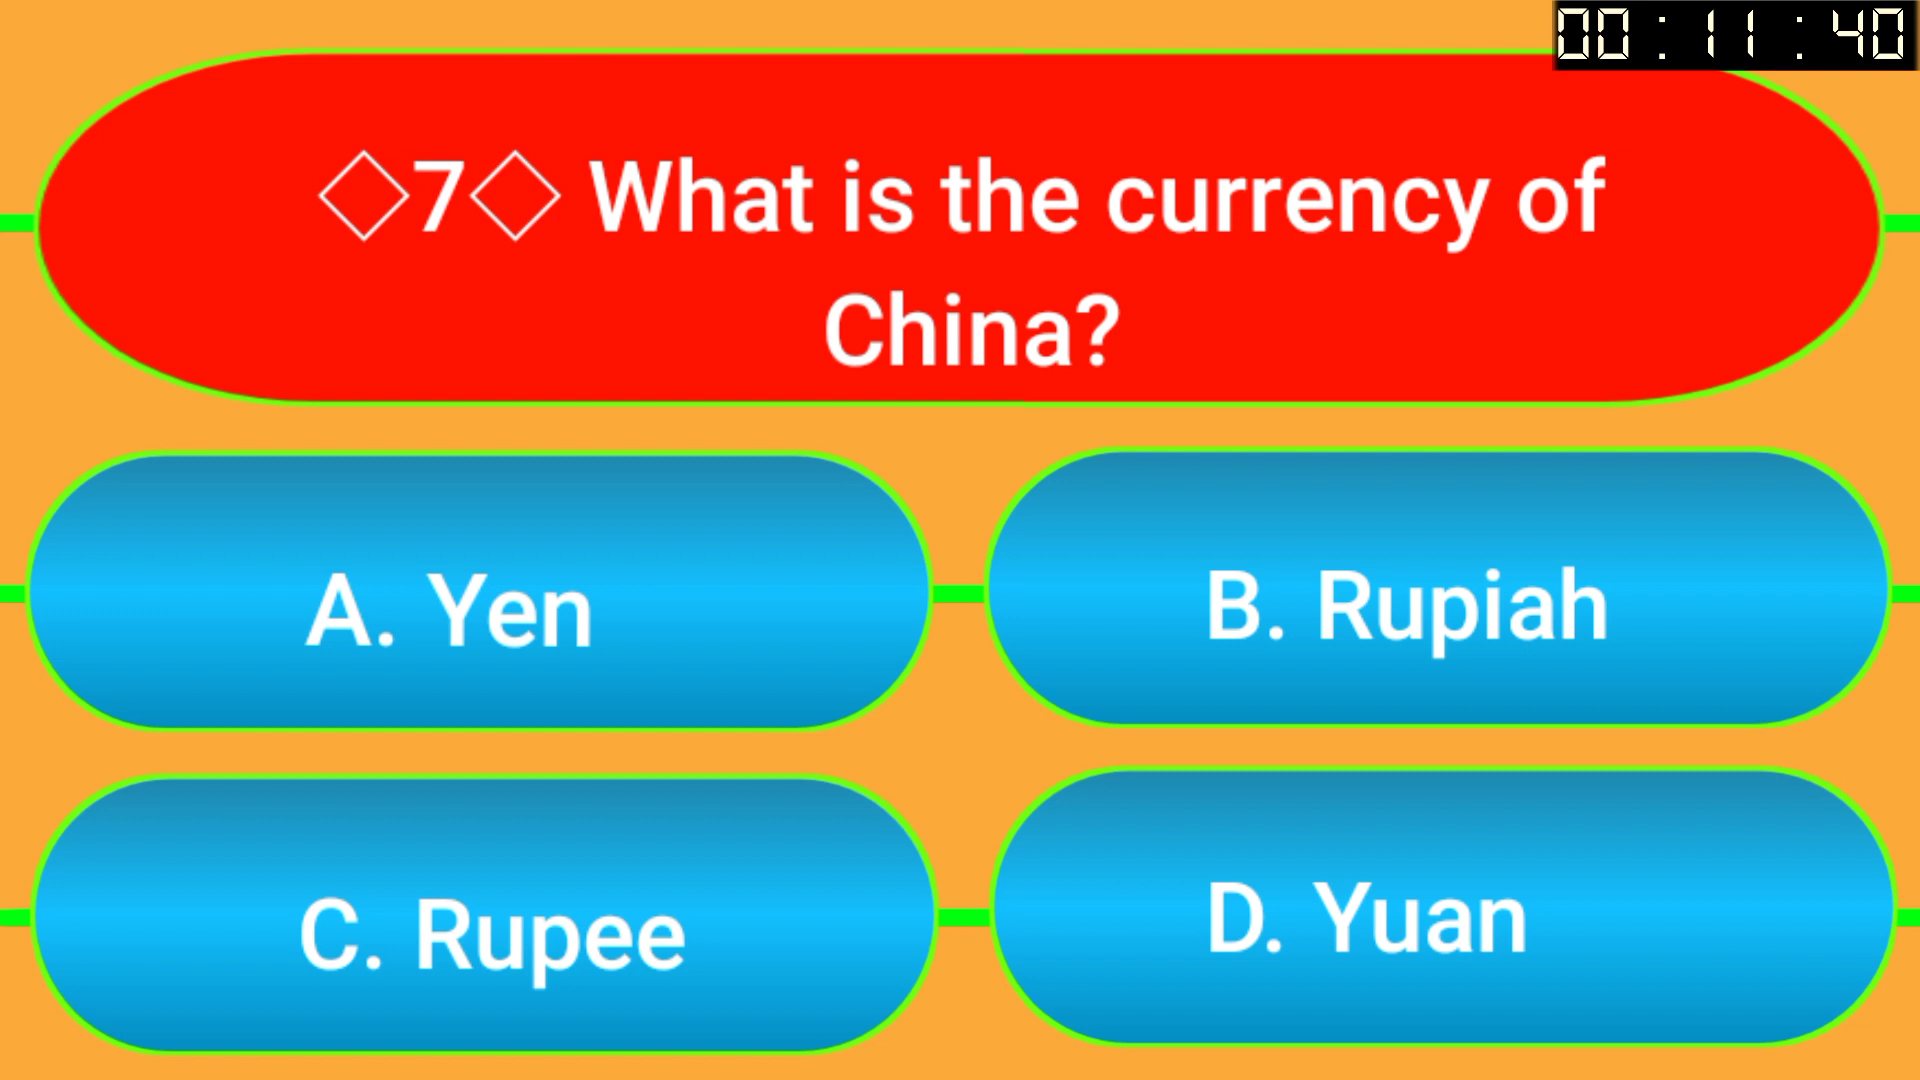 00:11:40
◇7◇ What is the currency of
China?
A. Yen
B. Rupiah
C. Rupee
D. Yuan